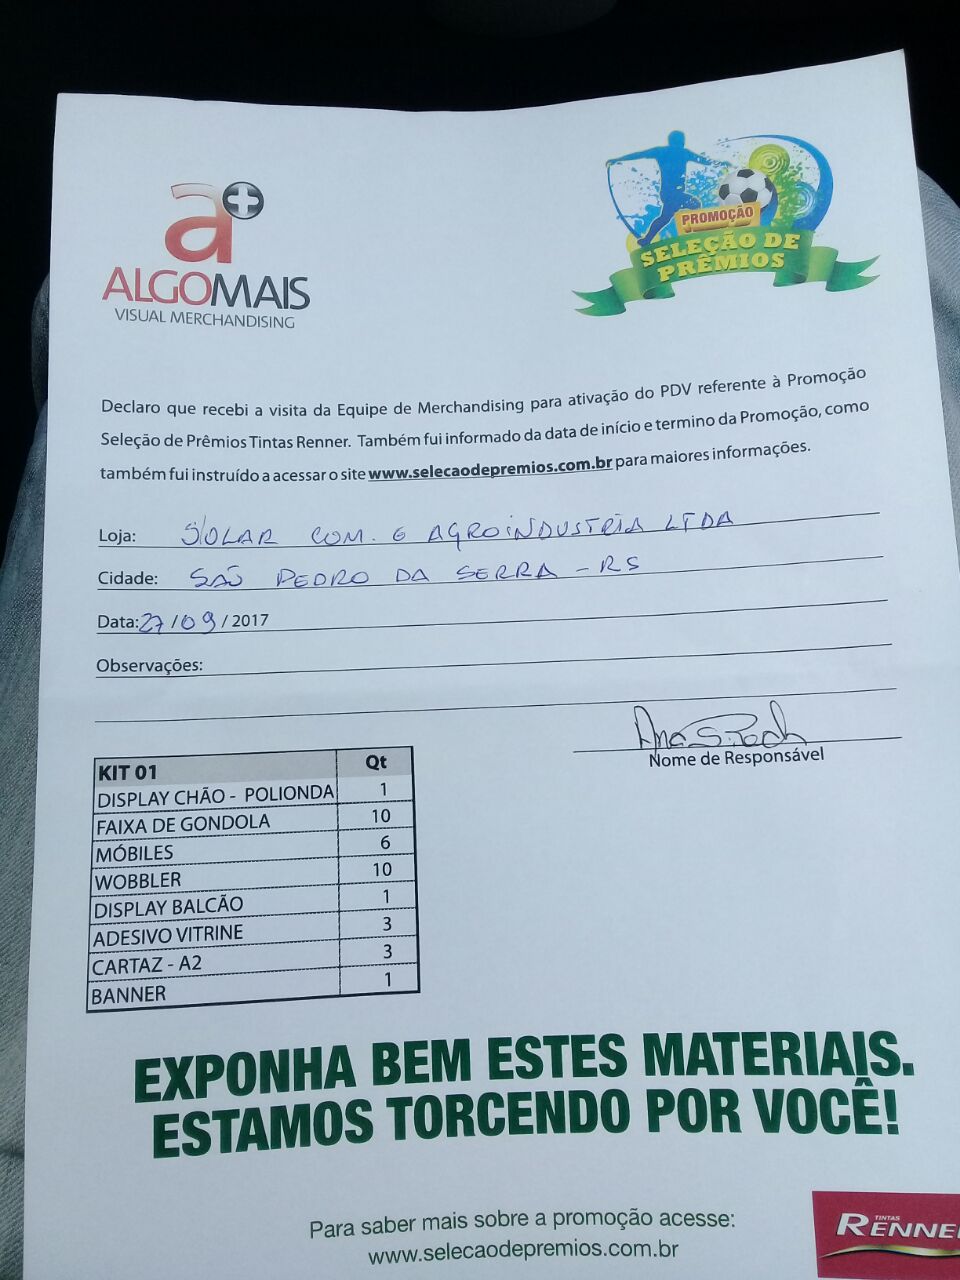 a+
ALGOMAIS
VISUAL MERCHANDISING
PROMOÇÃO
SELEÇÃO DE
PRÊMIOS
Declaro que recebi a visita da Equipe de Merchandising para ativação do PDV referente à Promoção
Seleção de Prêmios Tintas Renner. Também fui informado da data de início e termino da Promoção, como
também fui instruído a acessar o site www.selecaodepremios.com.br para maiores informações.
Loja: SOLAR COM. E AGROINDUSTRIA LTDA
Cidade: SAO PEDRO DA SERRA - RS
Data: 27 / 09 / 2017
Observações:
Ana S.
Nome de Responsável
KIT 01 Qt
DISPLAY CHÃO - POLIONDA 1
FAIXA DE GONDOLA 10
MÓBILES 6
WOBBLER 10
DISPLAY BALCÃO 1
ADESIVO VITRINE 3
CARTAZ - A2 3
BANNER 1
EXPONHA BEM ESTES MATERIAIS.
ESTAMOS TORCENDO POR VOCÊ!
Para saber mais sobre a promoção acesse:
www.selecaodepremios.com.br
TINTAS
RENNE